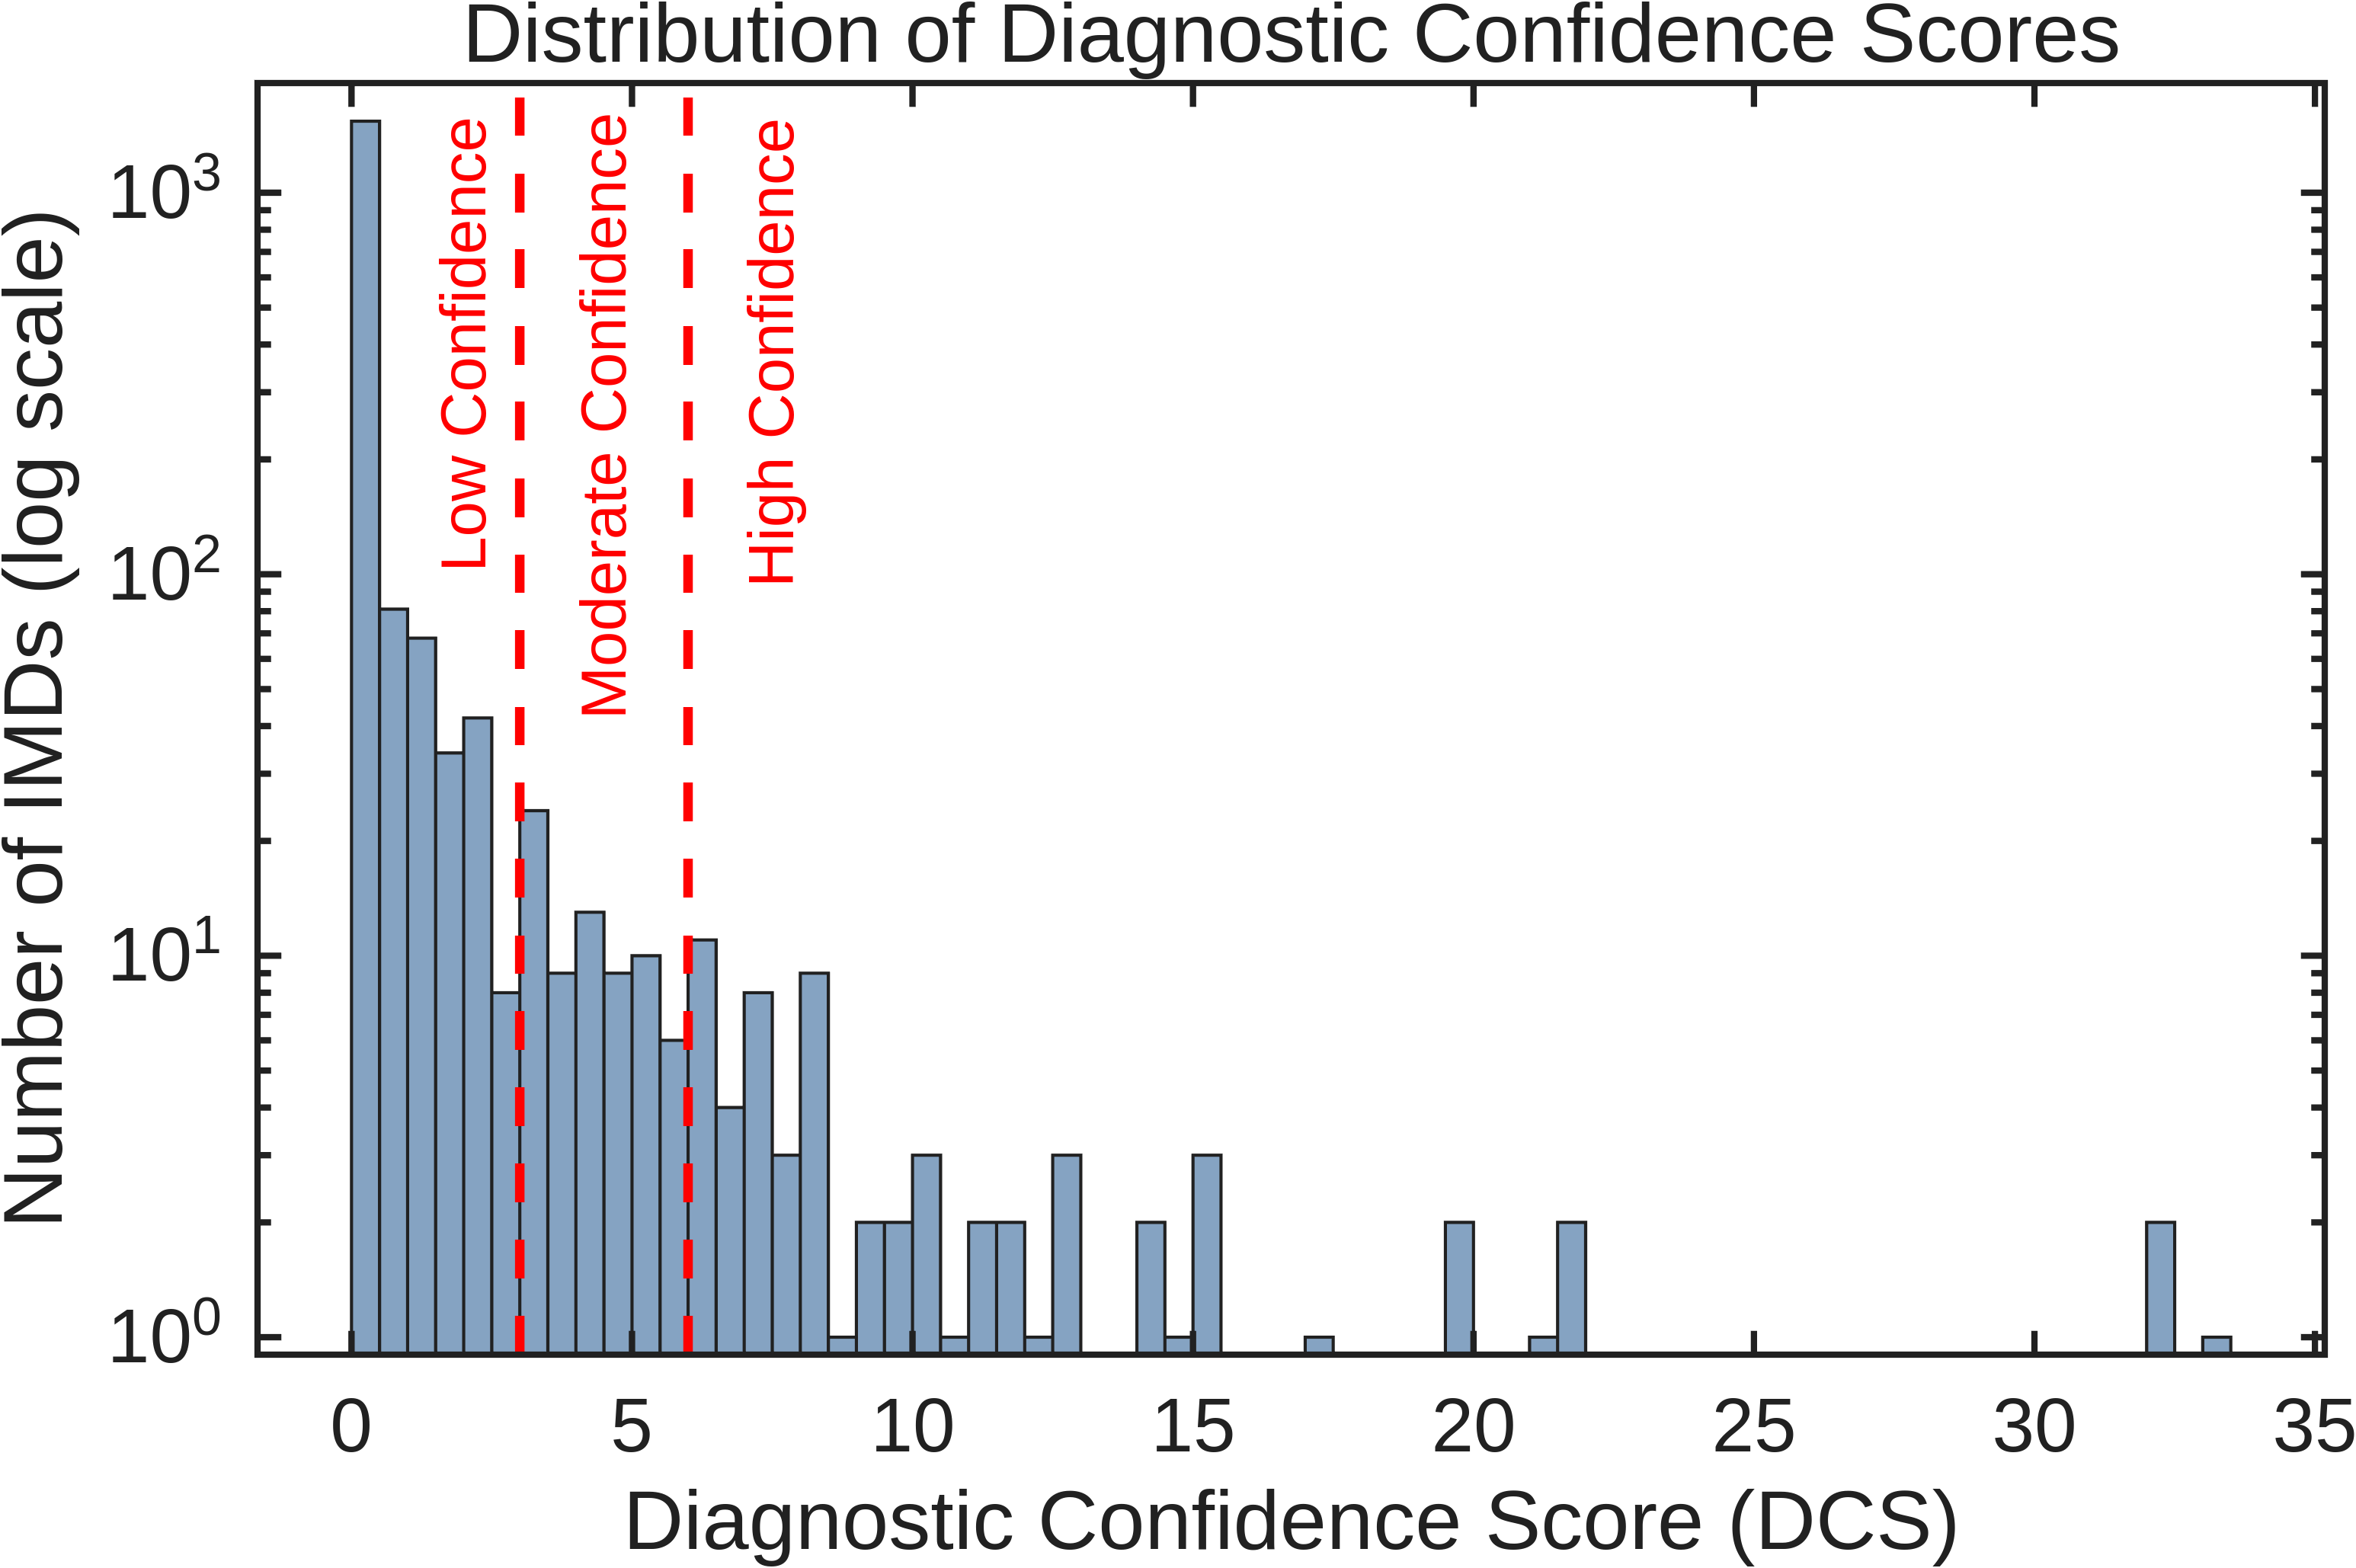 Distribution of Diagnostic Confidence Scores
Number of IMDs (log scale)
10³
10²
10¹
10⁰
Low Confidence
Moderate Confidence
High Confidence
0 5 10 15 20 25 30 35
Diagnostic Confidence Score (DCS)